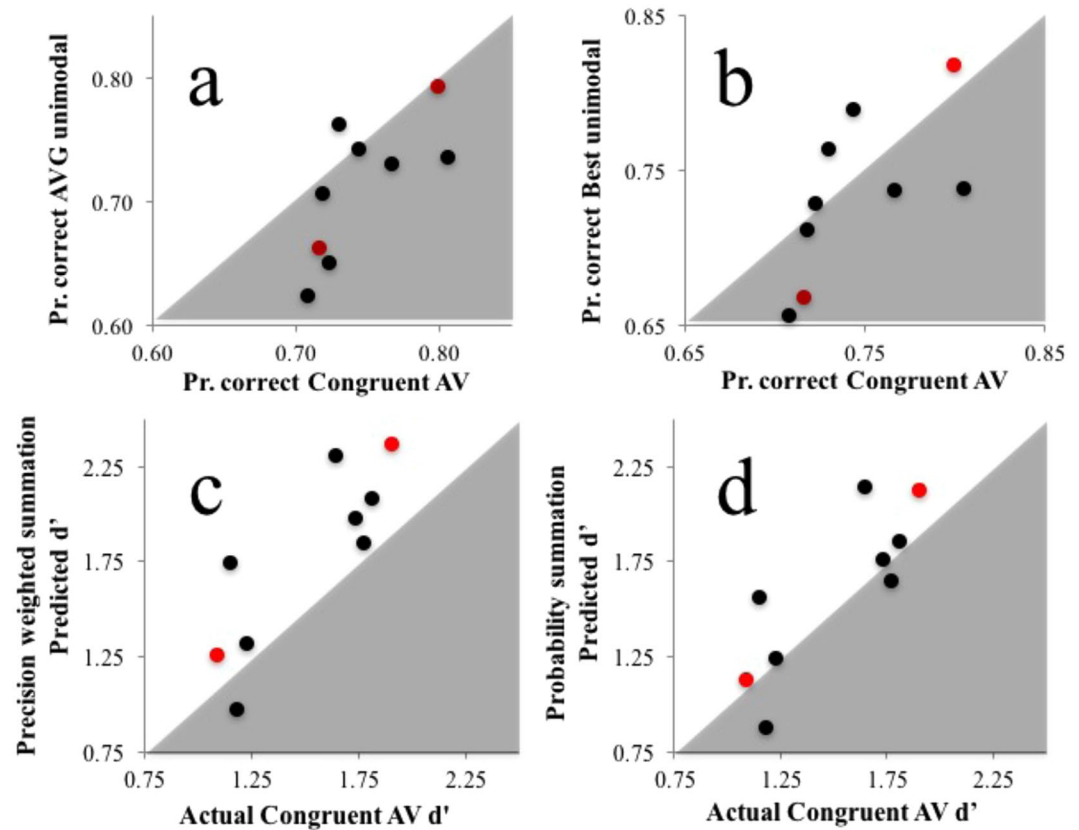 a
Pr. correct AVG unimodal
0.80
0.70
0.60
0.60 0.70 0.80
Pr. correct Congruent AV
b
Pr. correct Best unimodal
0.85
0.75
0.65
0.65 0.75 0.85
Pr. correct Congruent AV
c
Precision weighted summation
Predicted d’
2.25
1.75
1.25
0.75
0.75 1.25 1.75 2.25
Actual Congruent AV d'
d
Probability summation
Predicted d’
2.25
1.75
1.25
0.75
0.75 1.25 1.75 2.25
Actual Congruent AV d’